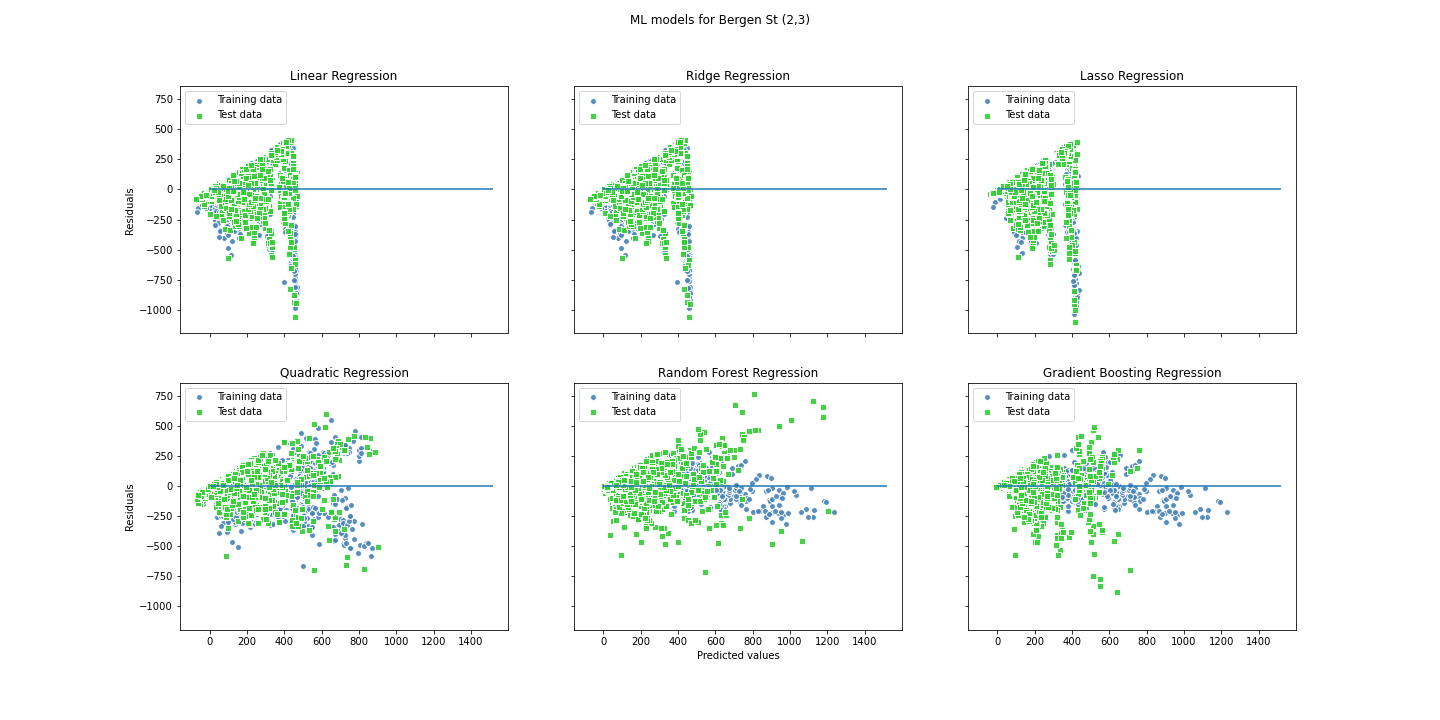 ML models for Bergen St (2,3)
Linear Regression
Ridge Regression
Lasso Regression
Training data
Test data
Training data
Test data
Training data
Test data
750
500
250
0
−250
−500
−750
−1000
Residuals
Quadratic Regression
Random Forest Regression
Gradient Boosting Regression
Training data
Test data
Training data
Test data
Training data
Test data
750
500
250
0
−250
−500
−750
−1000
Residuals
0 200 400 600 800 1000 1200 1400
0 200 400 600 800 1000 1200 1400
0 200 400 600 800 1000 1200 1400
Predicted values